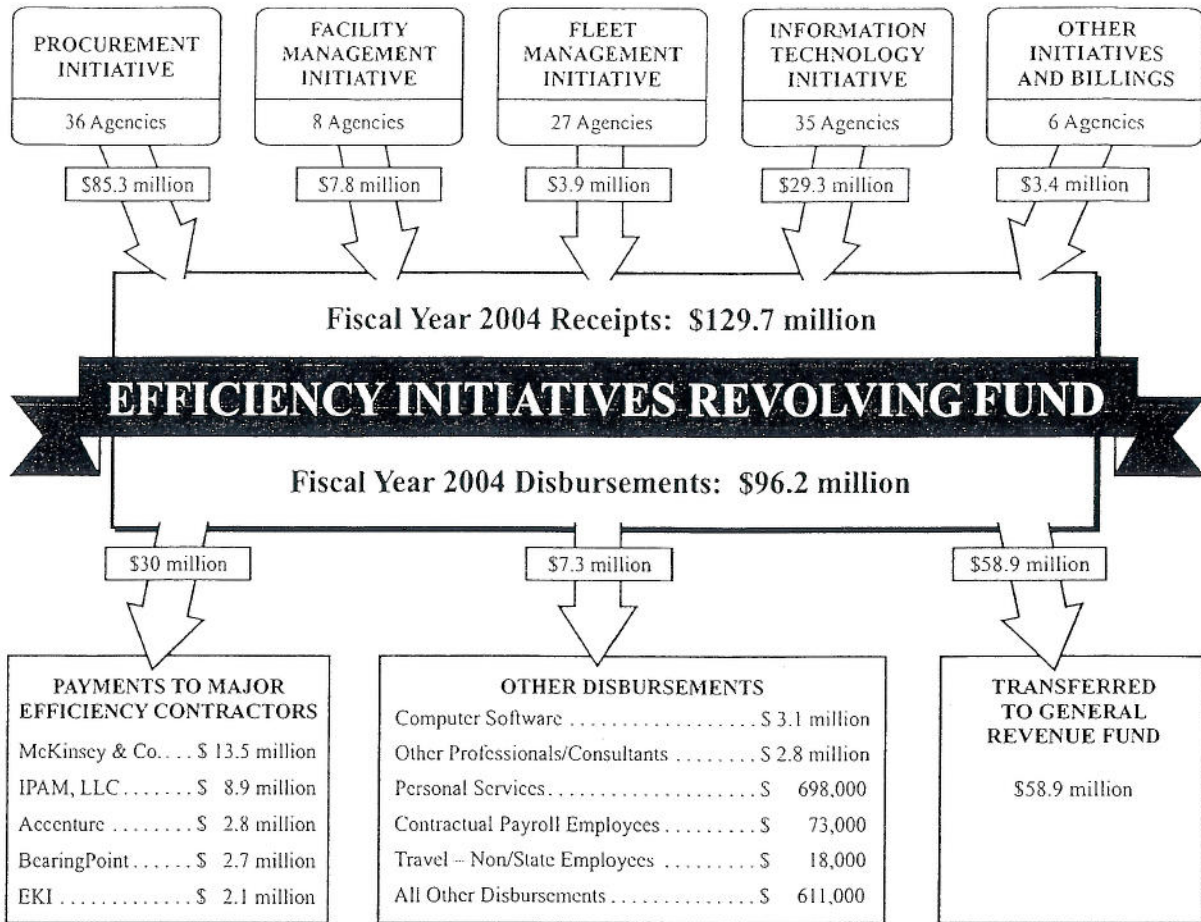 PROCUREMENT
INITIATIVE
36 Agencies
$85.3 million
FACILITY
MANAGEMENT
INITIATIVE
8 Agencies
$7.8 million
FLEET
MANAGEMENT
INITIATIVE
27 Agencies
$3.9 million
INFORMATION
TECHNOLOGY
INITIATIVE
35 Agencies
$29.3 million
OTHER
INITIATIVES
AND BILLINGS
6 Agencies
$3.4 million
Fiscal Year 2004 Receipts: $129.7 million
EFFICIENCY INITIATIVES REVOLVING FUND
Fiscal Year 2004 Disbursements: $96.2 million
$30 million
$7.3 million
$58.9 million
PAYMENTS TO MAJOR
EFFICIENCY CONTRACTORS
McKinsey & Co.... $ 13.5 million
IPAM, LLC ....... $ 8.9 million
Accenture ........ $ 2.8 million
BearingPoint ...... $ 2.7 million
EKI ............. $ 2.1 million
OTHER DISBURSEMENTS
Computer Software .................. $ 3.1 million
Other Professionals/Consultants ........ $ 2.8 million
Personal Services..................... $ 698,000
Contractual Payroll Employees ......... $ 73,000
Travel – Non/State Employees ......... $ 18,000
All Other Disbursements .............. $ 611,000
TRANSFERRED
TO GENERAL
REVENUE FUND
$58.9 million